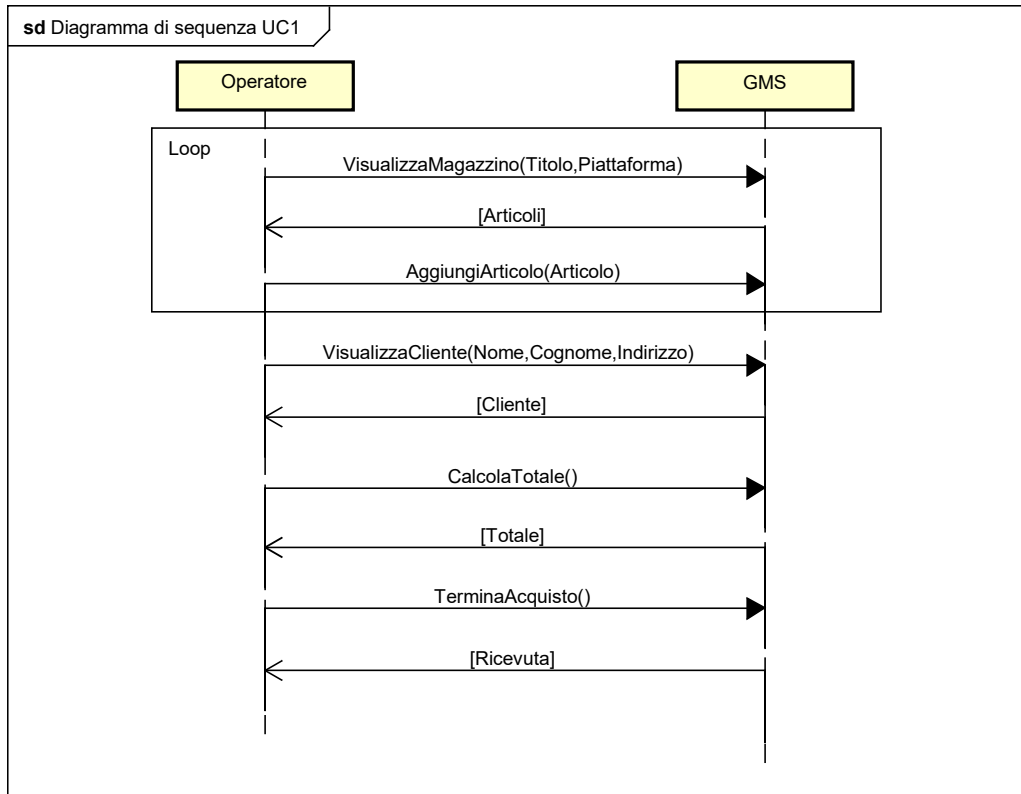 sd Diagramma di sequenza UC1
Operatore
GMS
Loop
VisualizzaMagazzino(Titolo,Piattaforma)
[Articoli]
AggiungiArticolo(Articolo)
VisualizzaCliente(Nome,Cognome,Indirizzo)
[Cliente]
CalcolaTotale()
[Totale]
TerminaAcquisto()
[Ricevuta]